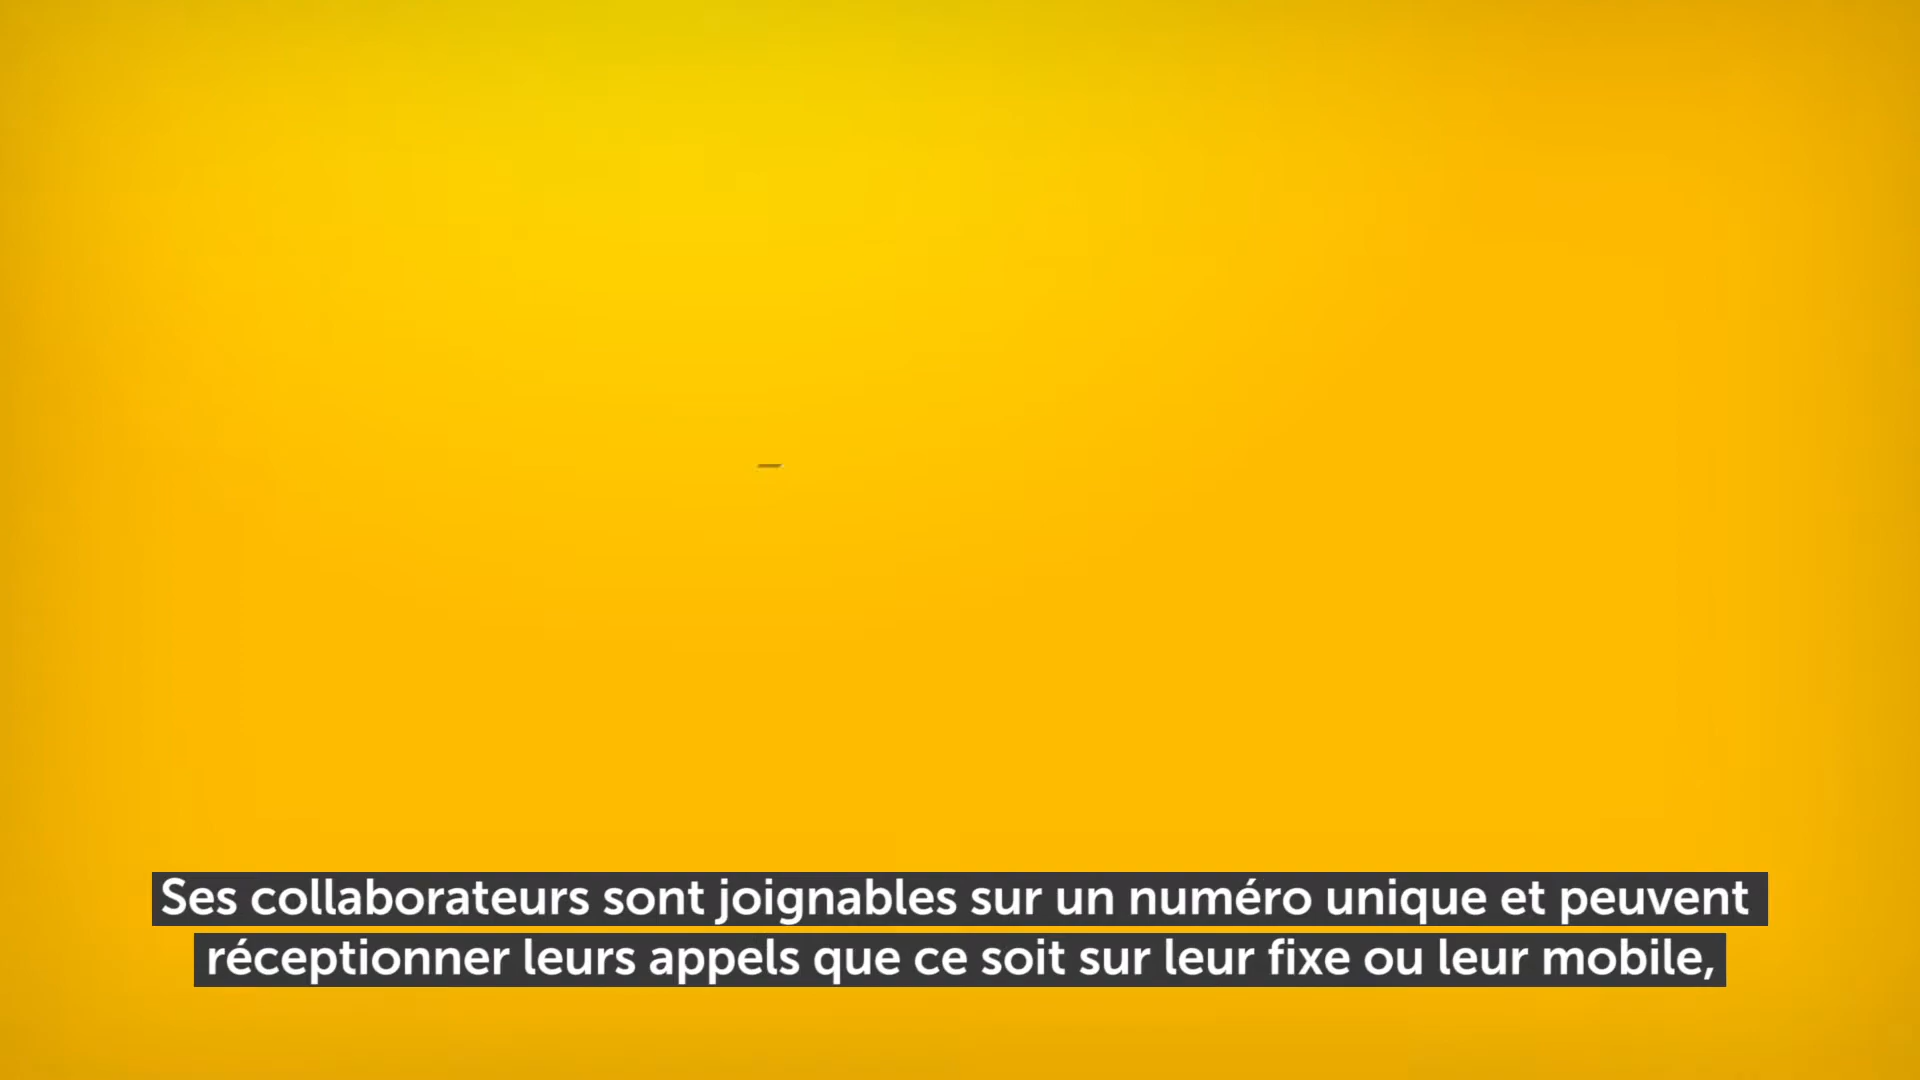 Ses collaborateurs sont joignables sur un numéro unique et peuvent
réceptionner leurs appels que ce soit sur leur fixe ou leur mobile,